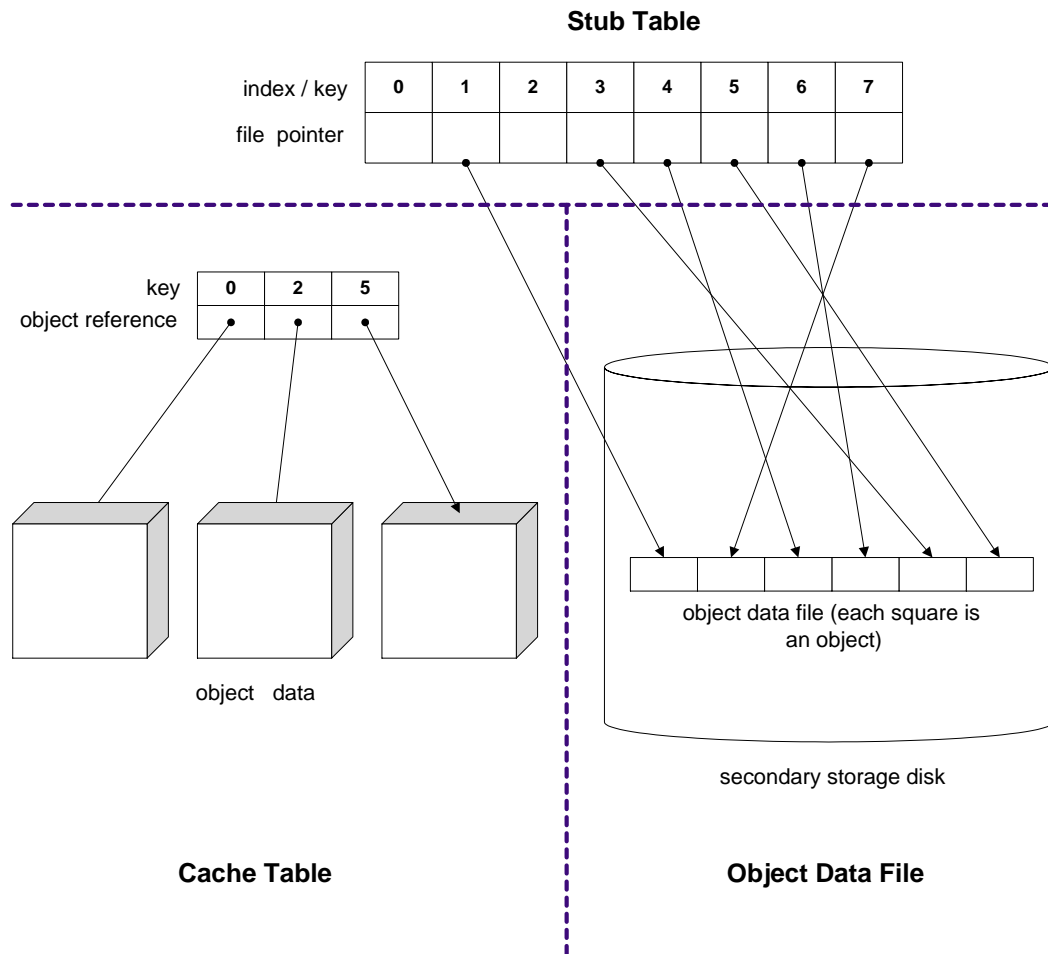 Stub Table
index / key 0 1 2 3 4 5 6 7
file pointer
key 0 2 5
object reference
object data file (each square is
an object)
object data
secondary storage disk
Cache Table
Object Data File